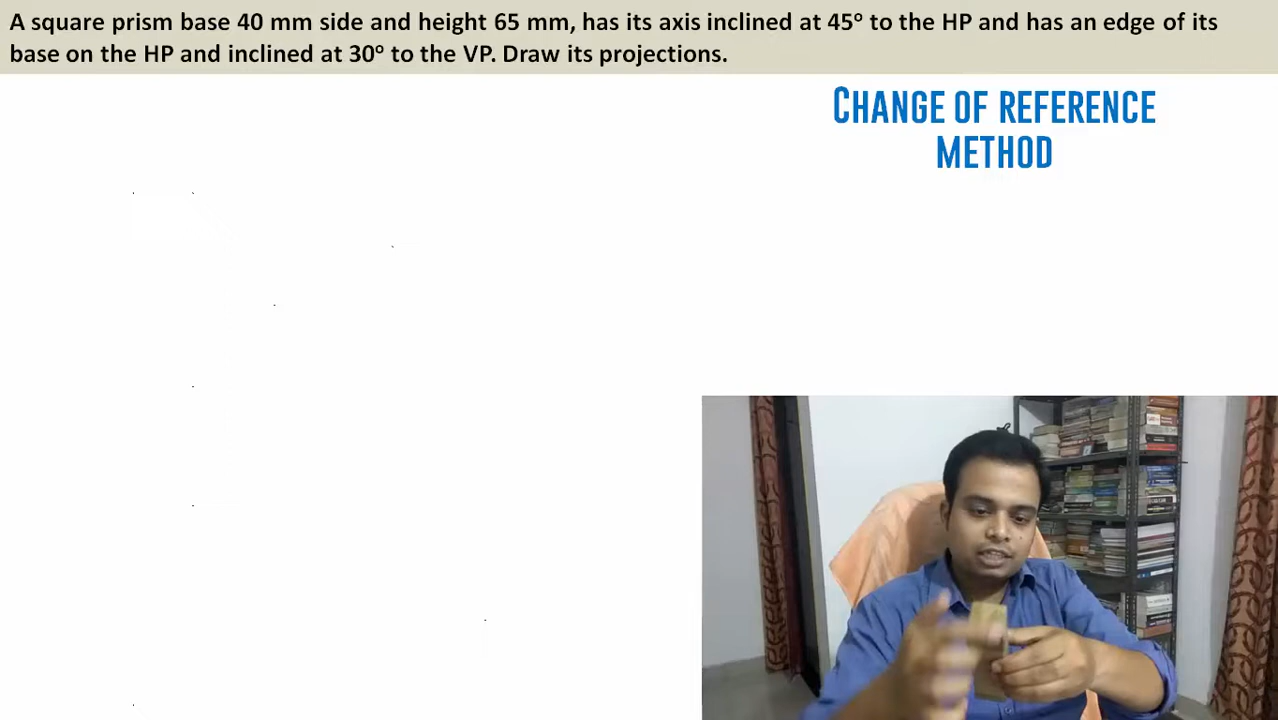 A square prism base 40 mm side and height 65 mm, has its axis inclined at 45º to the HP and has an edge of its
base on the HP and inclined at 30º to the VP. Draw its projections.
CHANGE OF REFERENCE
METHOD